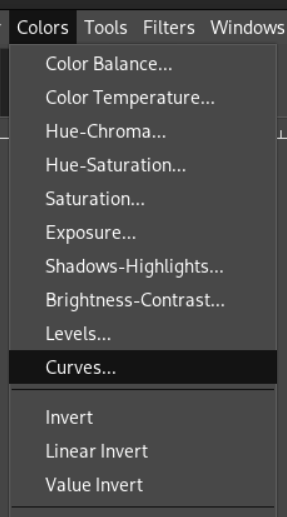 Colors Tools Filters Windows
Color Balance...
Color Temperature...
Hue-Chroma...
Hue-Saturation...
Saturation...
Exposure...
Shadows-Highlights...
Brightness-Contrast...
Levels...
Curves...
Invert
Linear Invert
Value Invert